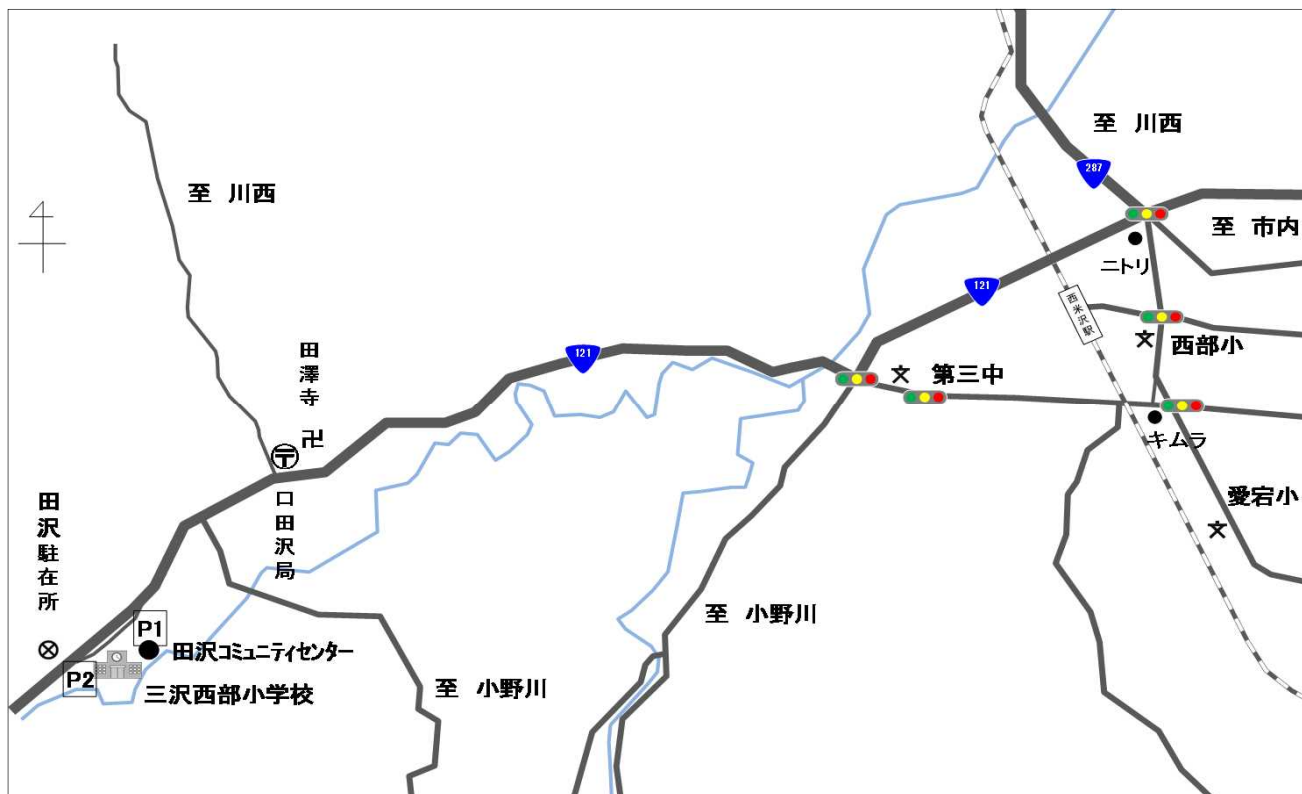 至 川西
287
至 川西
至 市内
ニトリ
121
西米沢駅
西部小
田澤寺
卍
121
第三中
キムラ
〒
口田沢局
愛宕小
田沢駐在所
至 小野川
P1
田沢コミュニティセンター
P2
三沢西部小学校
至 小野川